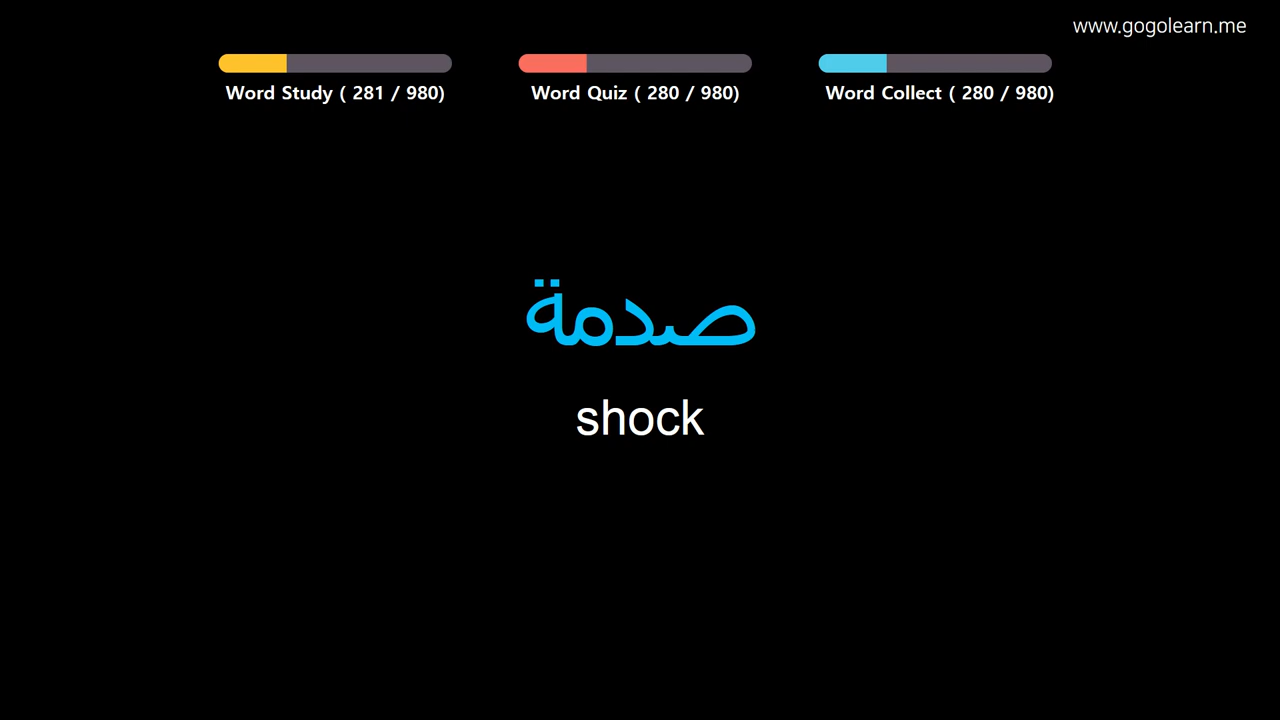 www.gogolearn.me
Word Study ( 281 / 980)
Word Quiz ( 280 / 980)
Word Collect ( 280 / 980)
صدمة
shock